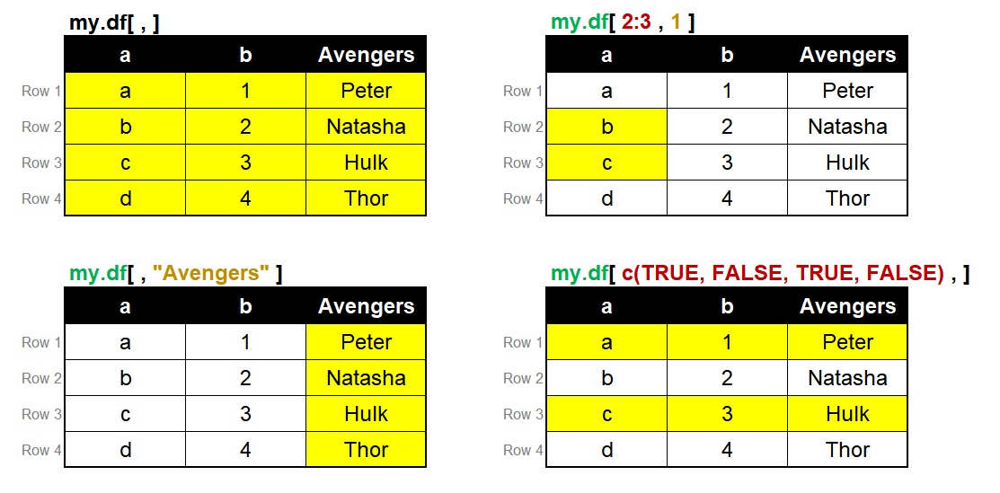 my.df[ , ]
a b Avengers
Row 1 a 1 Peter
Row 2 b 2 Natasha
Row 3 c 3 Hulk
Row 4 d 4 Thor
my.df[ 2:3 , 1 ]
a b Avengers
Row 1 a 1 Peter
Row 2 b 2 Natasha
Row 3 c 3 Hulk
Row 4 d 4 Thor
my.df[ , "Avengers" ]
a b Avengers
Row 1 a 1 Peter
Row 2 b 2 Natasha
Row 3 c 3 Hulk
Row 4 d 4 Thor
my.df[ c(TRUE, FALSE, TRUE, FALSE) , ]
a b Avengers
Row 1 a 1 Peter
Row 2 b 2 Natasha
Row 3 c 3 Hulk
Row 4 d 4 Thor